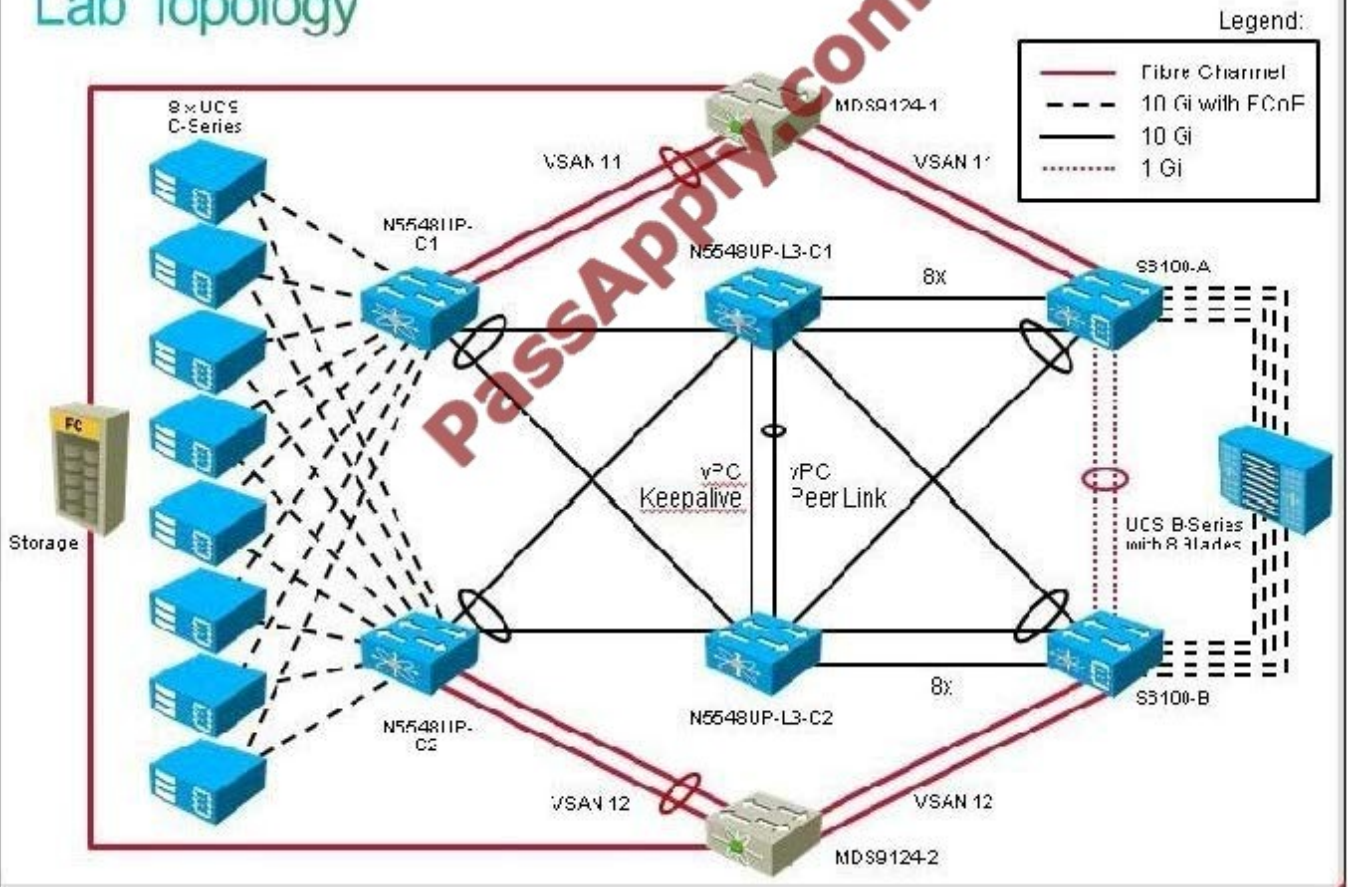 Lab Topology
Legend:
Fibre Channel
10 Gi with FCoE
10 Gi
1 Gi
PassApply.com
8 x UCS
C-Series
MDS9124-1
VSAN 11
VSAN 11
N5548UP-
C1
N5548UP-L3-C1
8x
S6100-A
FC
Storage
vPC
Keepalive
vPC
Peer Link
UCS B-Series
with 8 Blades
N5548UP-
C2
N5548UP-L3-C2
8x
S6100-B
VSAN 12
VSAN 12
MDS9124-2